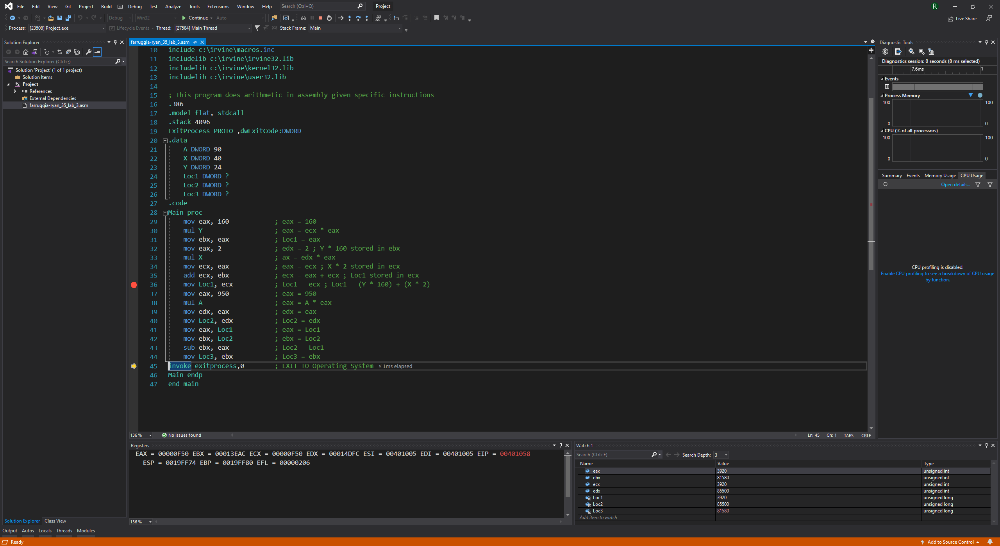 File Edit View Git Project Build Debug Test Analyze Tools Extensions Window Help Search (Ctrl+Q) Project R
Debug Win32 Continue Auto Live Share
Process: [23508] Project.exe Lifecycle Events Thread: [27584] Main Thread Stack Frame: Main
Solution Explorer
Search Solution Explorer (Ctrl+;)
Solution 'Project' (1 of 1 project)
Solution Items
Project
References
External Dependencies
farruggia-ryan_35_lab_3.asm
Solution Explorer Class View
farruggia-ryan_35_lab_3.asm
10 include c:\irvine\macros.inc
11 includelib c:\irvine\irvine32.lib
12 includelib c:\irvine\kernel32.lib
13 includelib c:\irvine\user32.lib
14
15 ; This program does arithmetic in assembly given specific instructions
16 .386
17 .model flat, stdcall
18 .stack 4096
19 ExitProcess PROTO ,dwExitCode:DWORD
20 .data
21 A DWORD 90
22 X DWORD 40
23 Y DWORD 24
24 Loc1 DWORD ?
25 Loc2 DWORD ?
26 Loc3 DWORD ?
27 .code
28 Main proc
29 mov eax, 160 ; eax = 160
30 mul Y ; eax = ecx * eax
31 mov ebx, eax ; Loc1 = eax
32 mov eax, 2 ; edx = 2 ; Y * 160 stored in ebx
33 mul X ; ax = edx * eax
34 mov ecx, eax ; eax = ecx ; X * 2 stored in ecx
35 add ecx, ebx ; ecx = eax + ecx ; Loc1 stored in ecx
36 mov Loc1, ecx ; Loc1 = ecx ; Loc1 = (Y * 160) + (X * 2)
37 mov eax, 950 ; eax = 950
38 mul A ; eax = A * eax
39 mov edx, eax ; edx = eax
40 mov Loc2, edx ; Loc2 = edx
41 mov eax, Loc1 ; eax = Loc1
42 mov ebx, Loc2 ; ebx = Loc2
43 sub ebx, eax ; Loc2 - Loc1
44 mov Loc3, ebx ; Loc3 = ebx
45 invoke exitprocess,0 ; EXIT TO Operating System ≤ 1ms elapsed
46 Main endp
47 end main
136 % No issues found Ln: 45 Ch: 1 TABS CRLF
Diagnostic Tools
Diagnostics session: 0 seconds (8 ms selected)
7.6ms 7
Events
Process Memory
100 100
0 0
CPU (% of all processors)
100 100
0 0
Summary Events Memory Usage CPU Usage
Open details...
CPU profiling is disabled.
Enable CPU profiling to see a breakdown of CPU usage
by function.
Registers
EAX = 00000F50 EBX = 00013EAC ECX = 00000F50 EDX = 00014DFC ESI = 00401005 EDI = 00401005 EIP = 00401058
ESP = 0019FF74 EBP = 0019FF80 EFL = 00000206
136 %
Watch 1
Search (Ctrl+E) Search Depth: 3
Name Value Type
eax 3920 unsigned int
ebx 81580 unsigned int
ecx 3920 unsigned int
edx 85500 unsigned int
Loc1 3920 unsigned long
Loc2 85500 unsigned long
Loc3 81580 unsigned long
Add item to watch
Output Autos Locals Threads Modules
Ready Add to Source Control